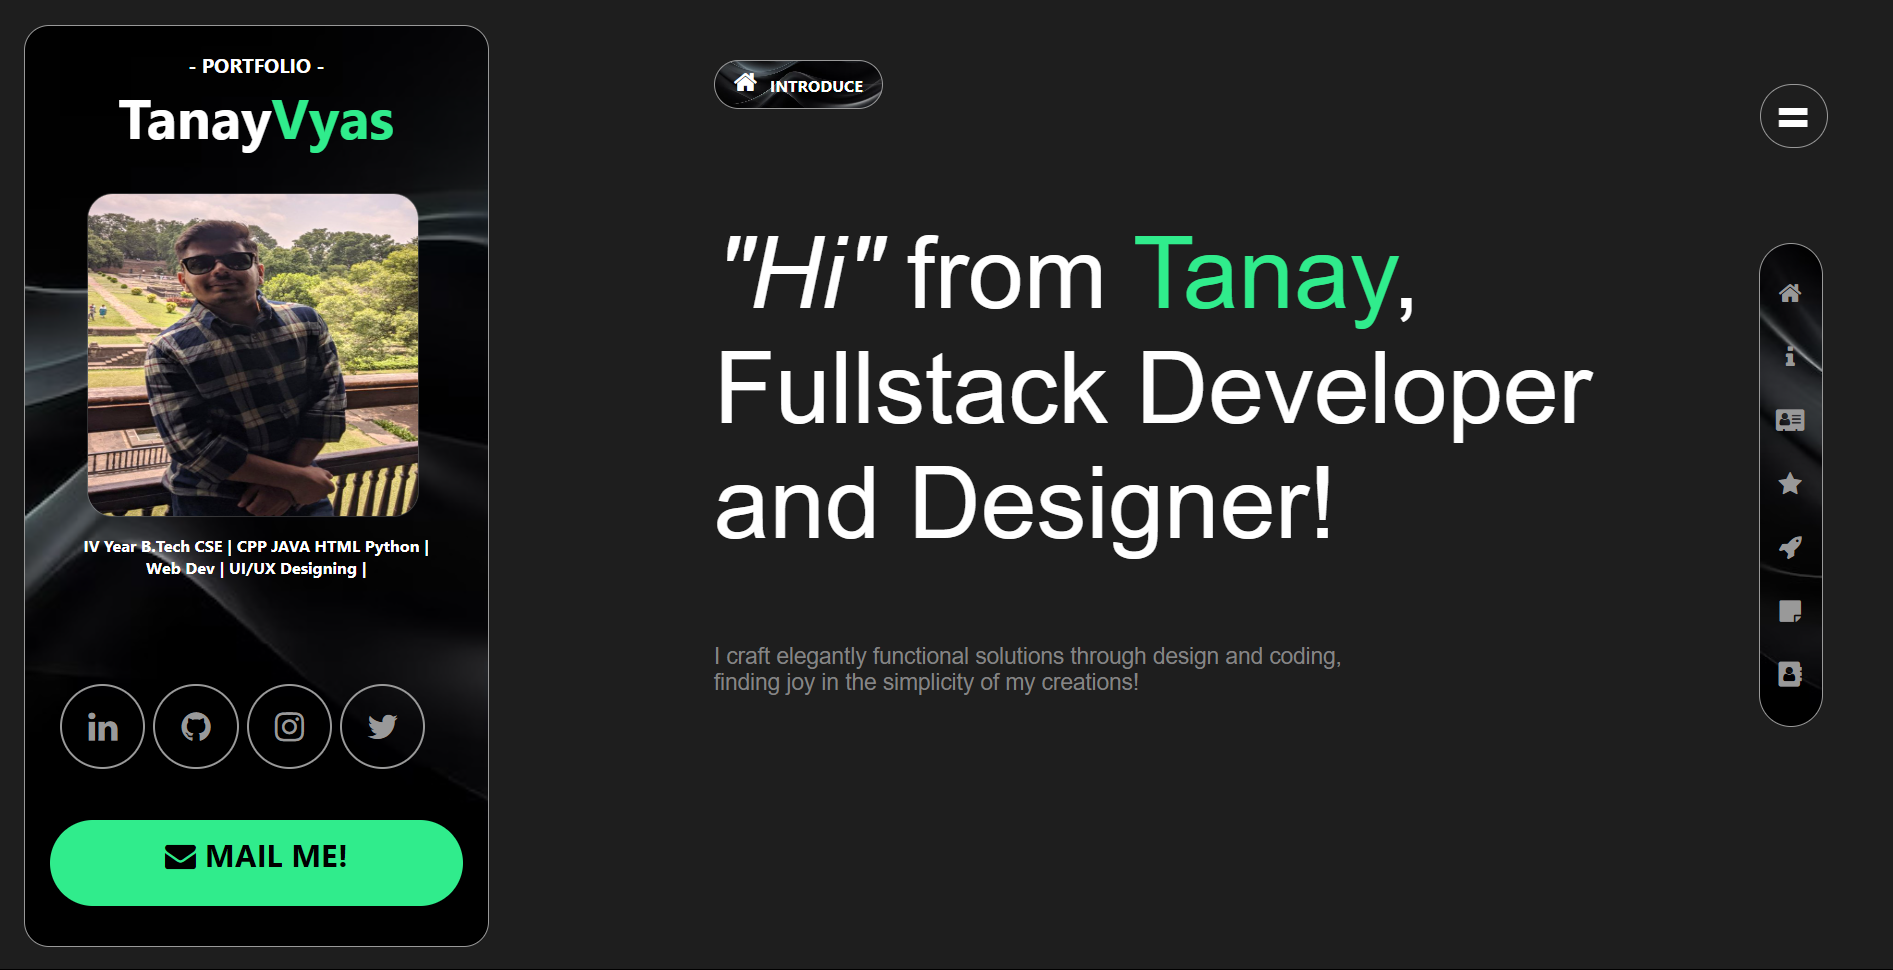 - PORTFOLIO -
TanayVyas
IV Year B.Tech CSE | CPP JAVA HTML Python |
Web Dev | UI/UX Designing |
MAIL ME!
INTRODUCE
"Hi" from Tanay,
Fullstack Developer
and Designer!
I craft elegantly functional solutions through design and coding,
finding joy in the simplicity of my creations!